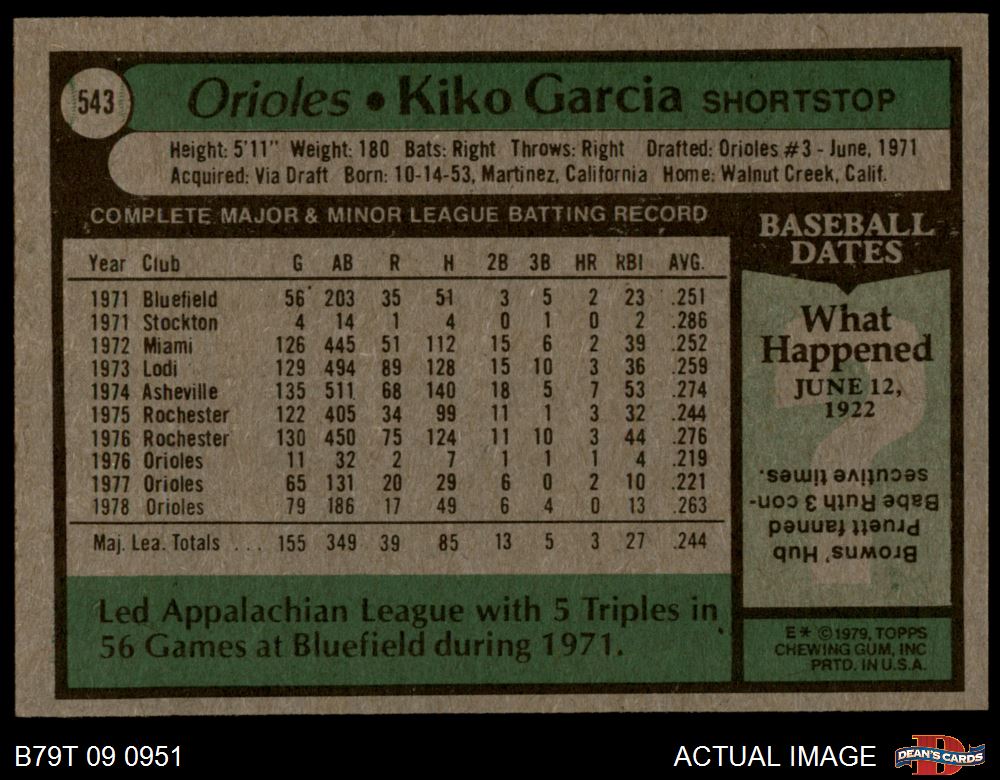 543
Orioles • Kiko Garcia SHORTSTOP
Height: 5'11" Weight: 180 Bats: Right Throws: Right Drafted: Orioles #3 - June, 1971
Acquired: Via Draft Born: 10-14-53, Martinez, California Home: Walnut Creek, Calif.
COMPLETE MAJOR & MINOR LEAGUE BATTING RECORD
Year Club G AB R H 2B 3B HR RBI AVG.
1971 Bluefield 56 203 35 51 3 5 2 23 .251
1971 Stockton 4 14 1 4 0 1 0 2 .286
1972 Miami 126 445 51 112 15 6 2 39 .252
1973 Lodi 129 494 89 128 15 10 3 36 .259
1974 Asheville 135 511 68 140 18 5 7 53 .274
1975 Rochester 122 405 34 99 11 1 3 32 .244
1976 Rochester 130 450 75 124 11 10 3 44 .276
1976 Orioles 11 32 2 7 1 1 1 4 .219
1977 Orioles 65 131 20 29 6 0 2 10 .221
1978 Orioles 79 186 17 49 6 4 0 13 .263
Maj. Lea. Totals ... 155 349 39 85 13 5 3 27 .244
Led Appalachian League with 5 Triples in
56 Games at Bluefield during 1971.
BASEBALL
DATES
What
Happened
JUNE 12,
1922
?
Browns' Hub
Pruett fanned
Babe Ruth 3 con-
secutive times.
E* ©1979, TOPPS
CHEWING GUM, INC
PRTD. IN U.S.A.
B79T 09 0951
ACTUAL IMAGE
D
DEAN'S CARDS